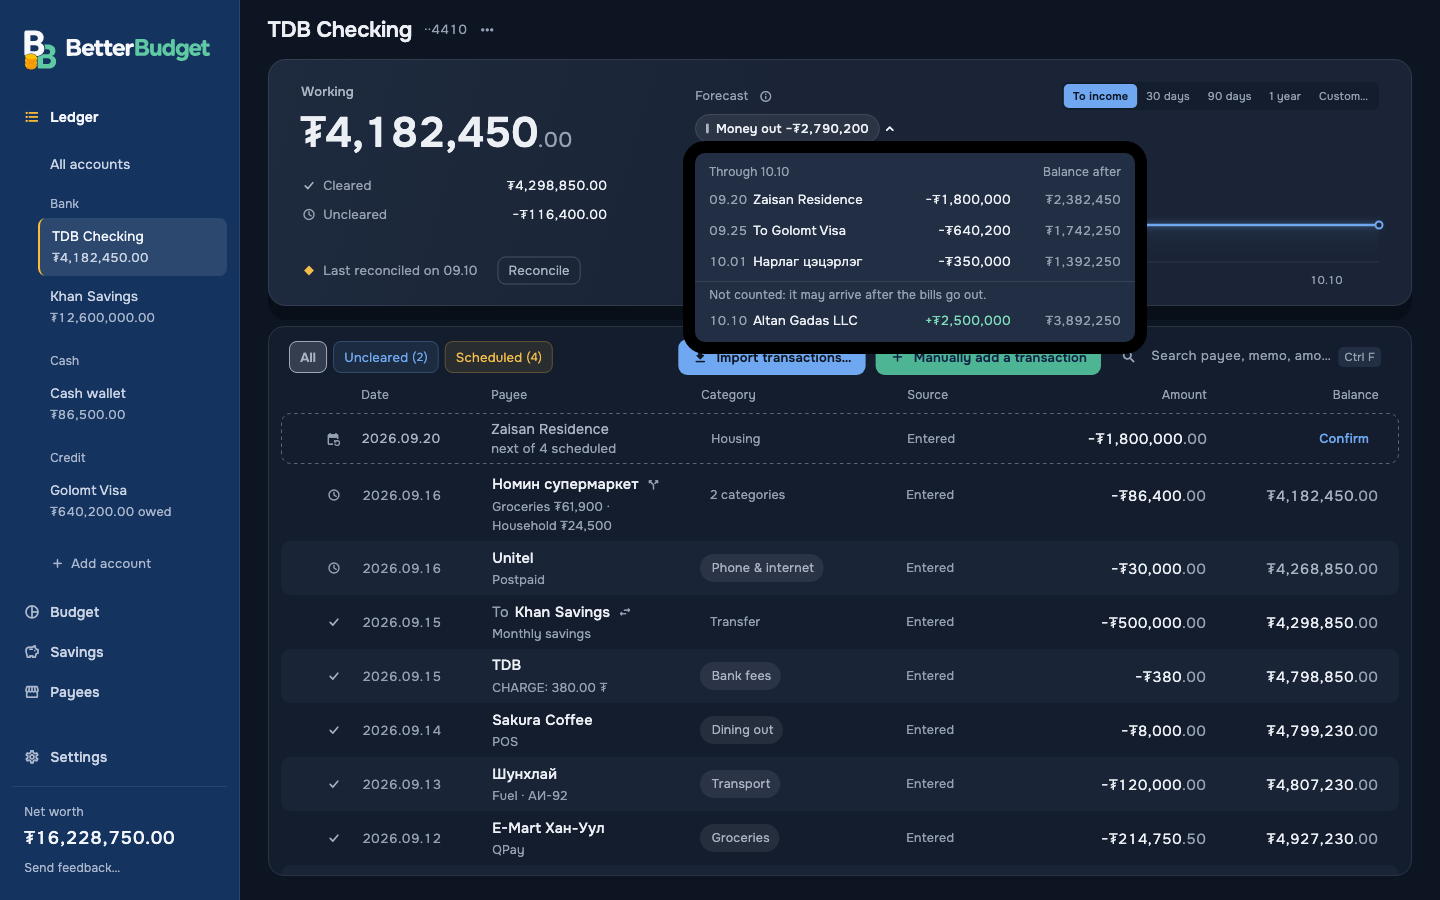 BetterBudget
Ledger
All accounts
Bank
TDB Checking
₮4,182,450.00
Khan Savings
₮12,600,000.00
Cash
Cash wallet
₮86,500.00
Credit
Golomt Visa
₮640,200.00 owed
+ Add account
Budget
Savings
Payees
Settings
Net worth
₮16,228,750.00
Send feedback...
TDB Checking ··4410 •••
Working
₮4,182,450.00
Cleared ₮4,298,850.00
Uncleared -₮116,400.00
Last reconciled on 09.10 Reconcile
Forecast
To income 30 days 90 days 1 year Custom...
Money out -₮2,790,200
Through 10.10 Balance after
09.20 Zaisan Residence -₮1,800,000 ₮2,382,450
09.25 To Golomt Visa -₮640,200 ₮1,742,250
10.01 Нарлаг цэцэрлэг -₮350,000 ₮1,392,250
Not counted: it may arrive after the bills go out.
10.10 Altan Gadas LLC +₮2,500,000 ₮3,892,250
10.10
All Uncleared (2) Scheduled (4) Import transactions... + Manually add a transaction Search payee, memo, amo... Ctrl F
Date Payee Category Source Amount Balance
2026.09.20 Zaisan Residence Housing Entered -₮1,800,000.00 Confirm
next of 4 scheduled
2026.09.16 Номин супермаркет 2 categories Entered -₮86,400.00 ₮4,182,450.00
Groceries ₮61,900 ·
Household ₮24,500
2026.09.16 Unitel Phone & internet Entered -₮30,000.00 ₮4,268,850.00
Postpaid
2026.09.15 To Khan Savings Transfer Entered -₮500,000.00 ₮4,298,850.00
Monthly savings
2026.09.15 TDB Bank fees Entered -₮380.00 ₮4,798,850.00
CHARGE: 380.00 ₮
2026.09.14 Sakura Coffee Dining out Entered -₮8,000.00 ₮4,799,230.00
POS
2026.09.13 Шунхлай Transport Entered -₮120,000.00 ₮4,807,230.00
Fuel · АИ-92
2026.09.12 E-Mart Хан-Уул Groceries Entered -₮214,750.50 ₮4,927,230.00
QPay